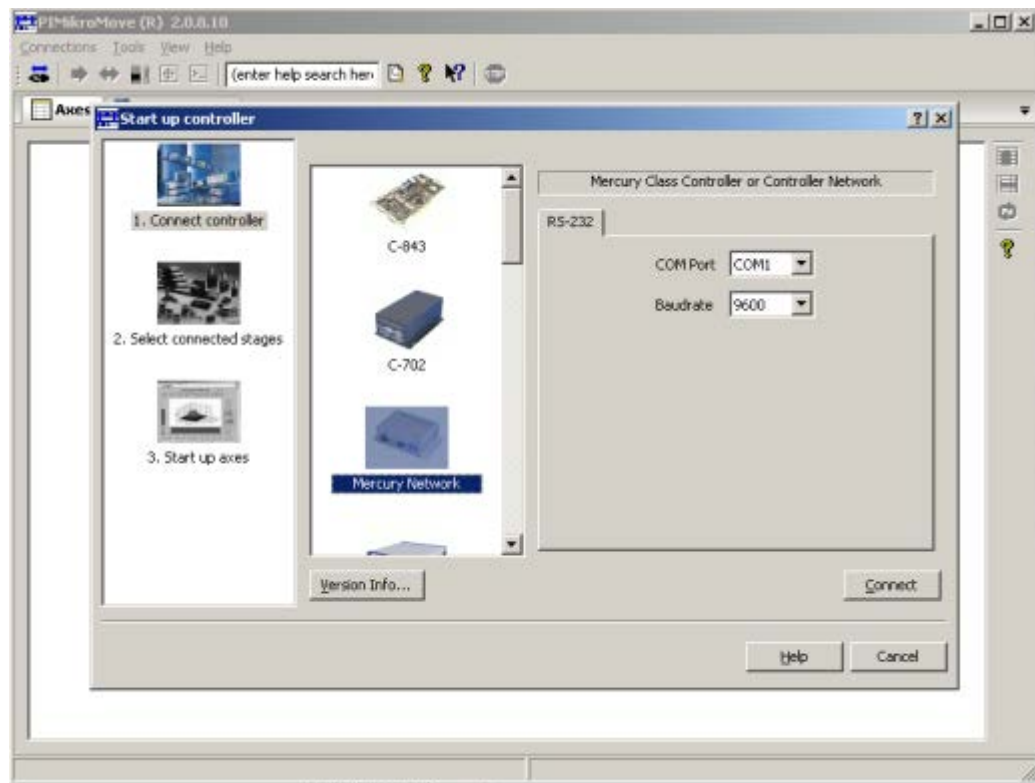 PIMikroMove (R) 2.0.8.10
Connections Tools View Help
(enter help search her
Axes
Start up controller
1. Connect controller
2. Select connected stages
3. Start up axes
C-843
C-702
Mercury Network
Mercury Class Controller or Controller Network
RS-232
COM Port COM1
Baudrate 9600
Version Info...
Connect
Help Cancel